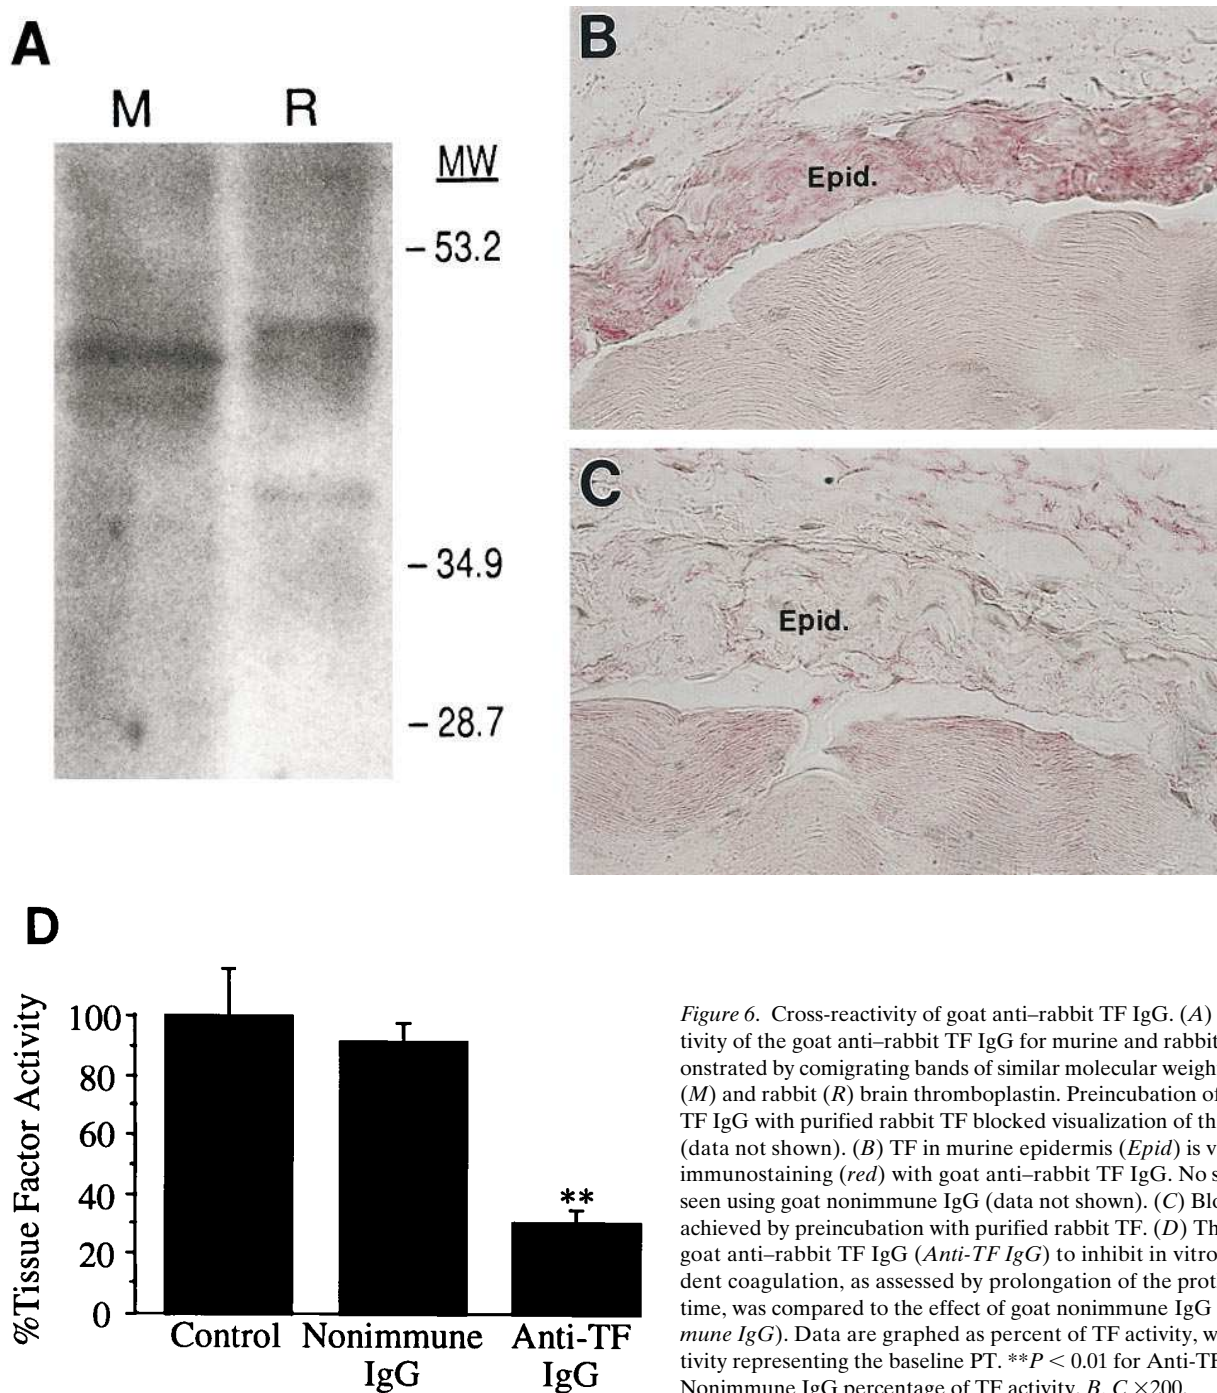 A
M R
MW
– 53.2
– 34.9
– 28.7
B
Epid.
C
Epid.
D
%Tissue Factor Activity
100
80
60
40
20
0
**
Control Nonimmune IgG Anti-TF IgG
Figure 6. Cross-reactivity of goat anti–rabbit TF IgG. (A)
tivity of the goat anti–rabbit TF IgG for murine and rabbit
onstrated by comigrating bands of similar molecular weigh
(M) and rabbit (R) brain thromboplastin. Preincubation of
TF IgG with purified rabbit TF blocked visualization of th
(data not shown). (B) TF in murine epidermis (Epid) is v
immunostaining (red) with goat anti–rabbit TF IgG. No s
seen using goat nonimmune IgG (data not shown). (C) Blo
achieved by preincubation with purified rabbit TF. (D) Th
goat anti–rabbit TF IgG (Anti-TF IgG) to inhibit in vitro
dent coagulation, as assessed by prolongation of the prot
time, was compared to the effect of goat nonimmune IgG
mune IgG). Data are graphed as percent of TF activity, w
tivity representing the baseline PT. **P < 0.01 for Anti-TF
Nonimmune IgG percentage of TF activity. B, C ×200.